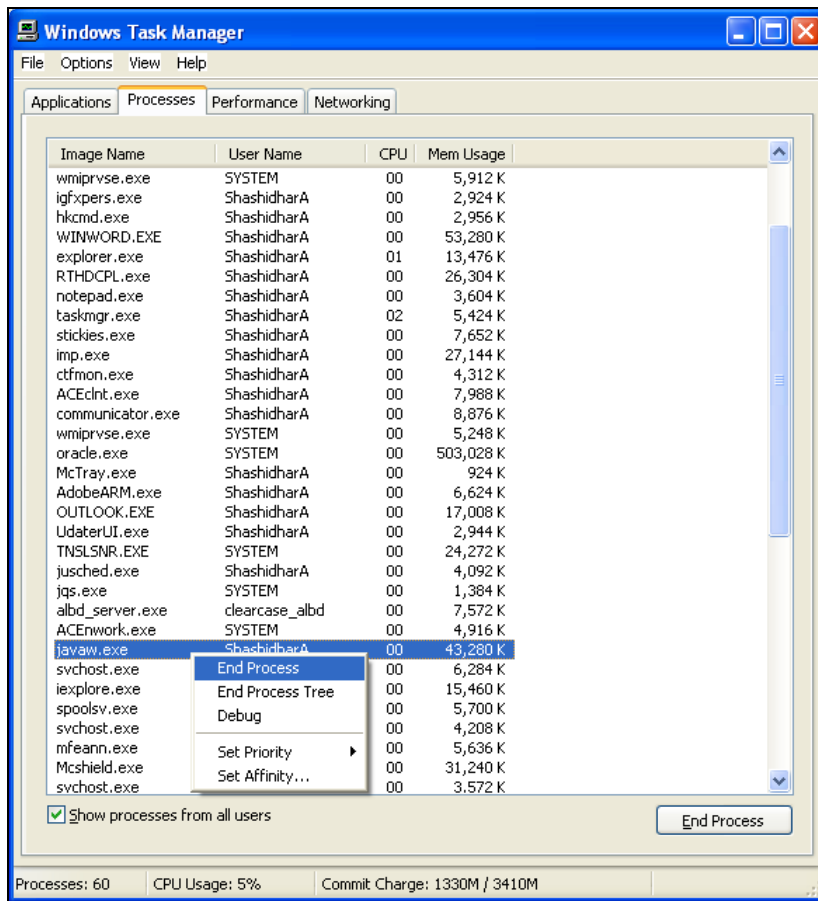 Windows Task Manager
File Options View Help
Applications Processes Performance Networking
Image Name User Name CPU Mem Usage
wmiprvse.exe SYSTEM 00 5,912 K
igfxpers.exe ShashidharA 00 2,924 K
hkcmd.exe ShashidharA 00 2,956 K
WINWORD.EXE ShashidharA 00 53,280 K
explorer.exe ShashidharA 01 13,476 K
RTHDCPL.exe ShashidharA 00 26,304 K
notepad.exe ShashidharA 00 3,604 K
taskmgr.exe ShashidharA 02 5,424 K
stickies.exe ShashidharA 00 7,652 K
imp.exe ShashidharA 00 27,144 K
ctfmon.exe ShashidharA 00 4,312 K
ACEclnt.exe ShashidharA 00 7,988 K
communicator.exe ShashidharA 00 8,876 K
wmiprvse.exe SYSTEM 00 5,248 K
oracle.exe SYSTEM 00 503,028 K
McTray.exe ShashidharA 00 924 K
AdobeARM.exe ShashidharA 00 6,624 K
OUTLOOK.EXE ShashidharA 00 17,008 K
UdaterUI.exe ShashidharA 00 2,944 K
TNSLSNR.EXE SYSTEM 00 24,272 K
jusched.exe ShashidharA 00 4,092 K
jqs.exe SYSTEM 00 1,384 K
albd_server.exe clearcase_albd 00 7,572 K
ACEnwork.exe SYSTEM 00 4,916 K
javaw.exe ShashidharA 00 43,280 K
svchost.exe 00 6,284 K
iexplore.exe 00 15,460 K
spoolsv.exe 00 5,700 K
svchost.exe 00 4,208 K
mfeann.exe 00 5,636 K
Mcshield.exe 00 31,240 K
svchost.exe 00 3,572 K
End Process
End Process Tree
Debug
Set Priority
Set Affinity...
Show processes from all users
End Process
Processes: 60 CPU Usage: 5% Commit Charge: 1330M / 3410M